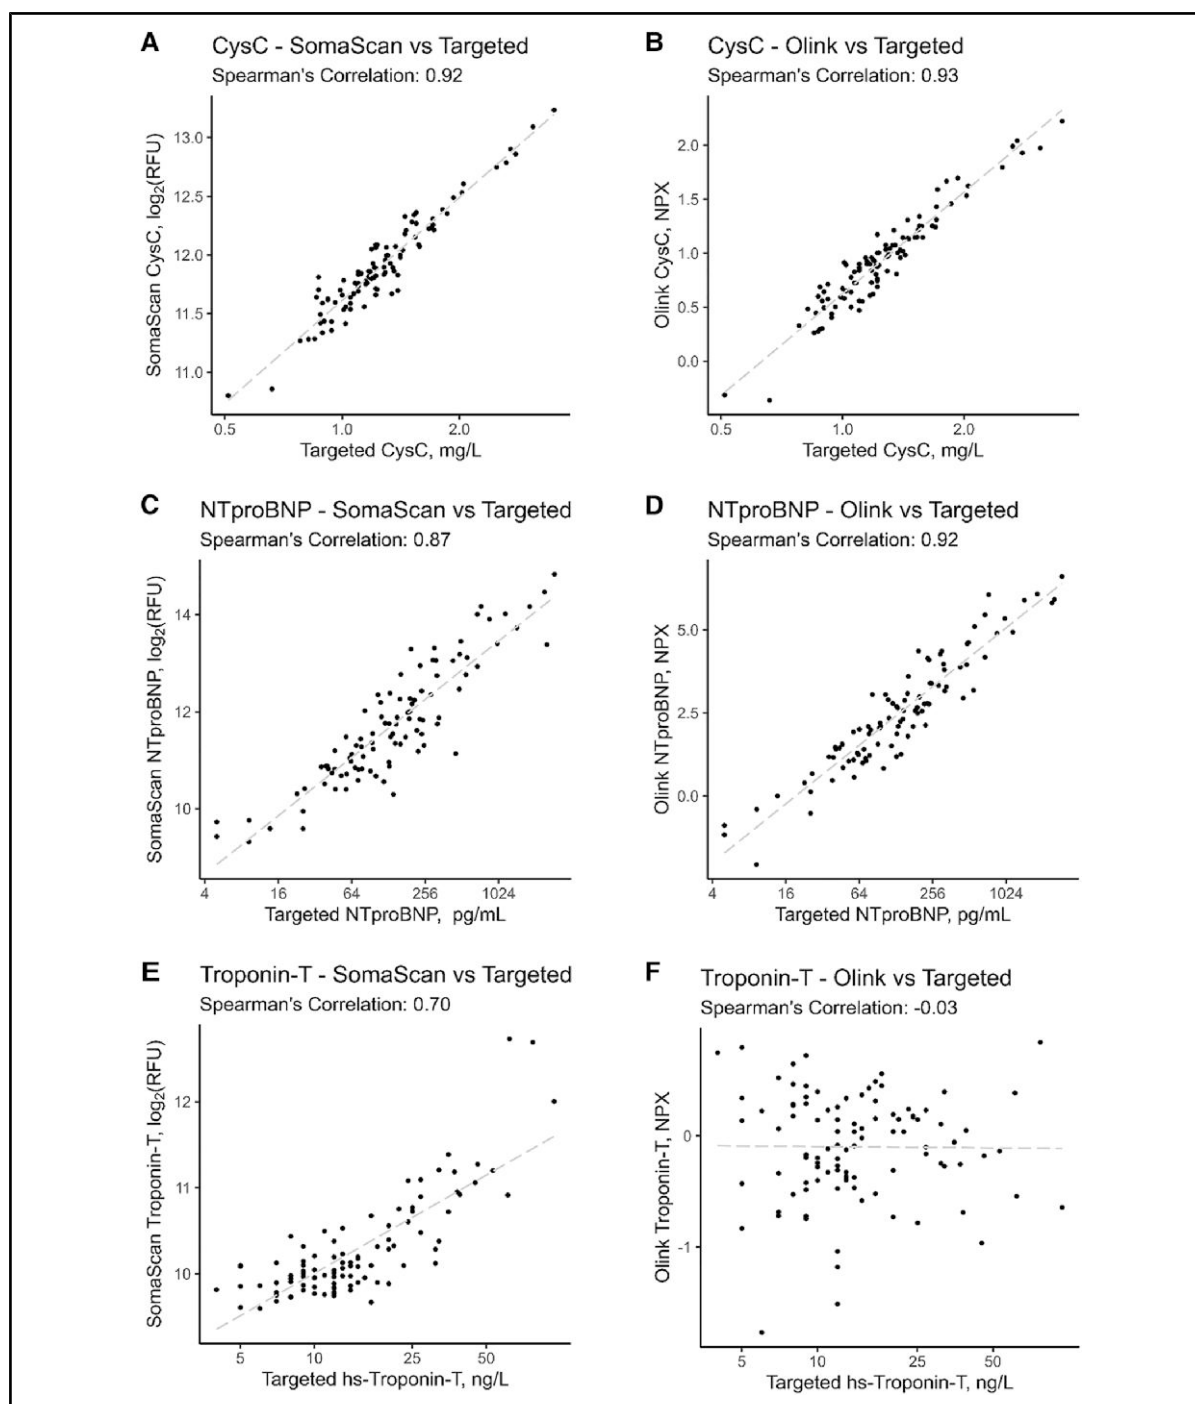 A CysC - SomaScan vs Targeted
Spearman's Correlation: 0.92
SomaScan CysC, log₂(RFU)
13.0
12.5
12.0
11.5
11.0
0.5 1.0 2.0
Targeted CysC, mg/L
B CysC - Olink vs Targeted
Spearman's Correlation: 0.93
Olink CysC, NPX
2.0
1.5
1.0
0.5
0.0
0.5 1.0 2.0
Targeted CysC, mg/L
C NTproBNP - SomaScan vs Targeted
Spearman's Correlation: 0.87
SomaScan NTproBNP, log₂(RFU)
14
12
10
4 16 64 256 1024
Targeted NTproBNP, pg/mL
D NTproBNP - Olink vs Targeted
Spearman's Correlation: 0.92
Olink NTproBNP, NPX
5.0
2.5
0.0
4 16 64 256 1024
Targeted NTproBNP, pg/mL
E Troponin-T - SomaScan vs Targeted
Spearman's Correlation: 0.70
SomaScan Troponin-T, log₂(RFU)
12
11
10
5 10 25 50
Targeted hs-Troponin-T, ng/L
F Troponin-T - Olink vs Targeted
Spearman's Correlation: -0.03
Olink Troponin-T, NPX
0
-1
5 10 25 50
Targeted hs-Troponin-T, ng/L